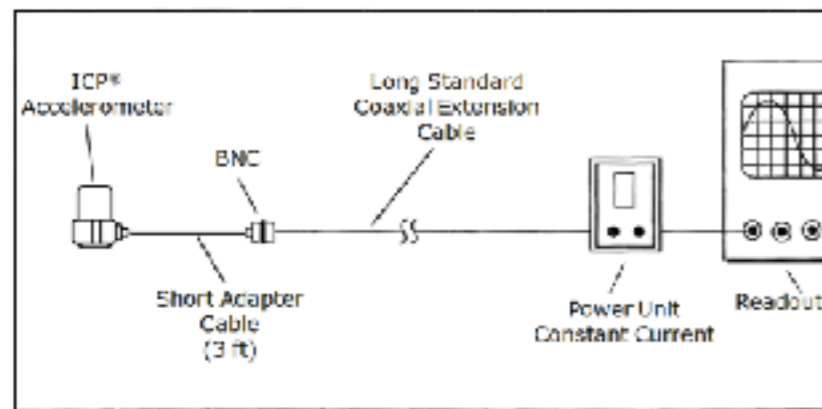 ICP®
Accelerometer
Long Standard
Coaxial Extension
Cable
BNC
Short Adapter
Cable
(3 ft)
Power Unit
Constant Current
Readout